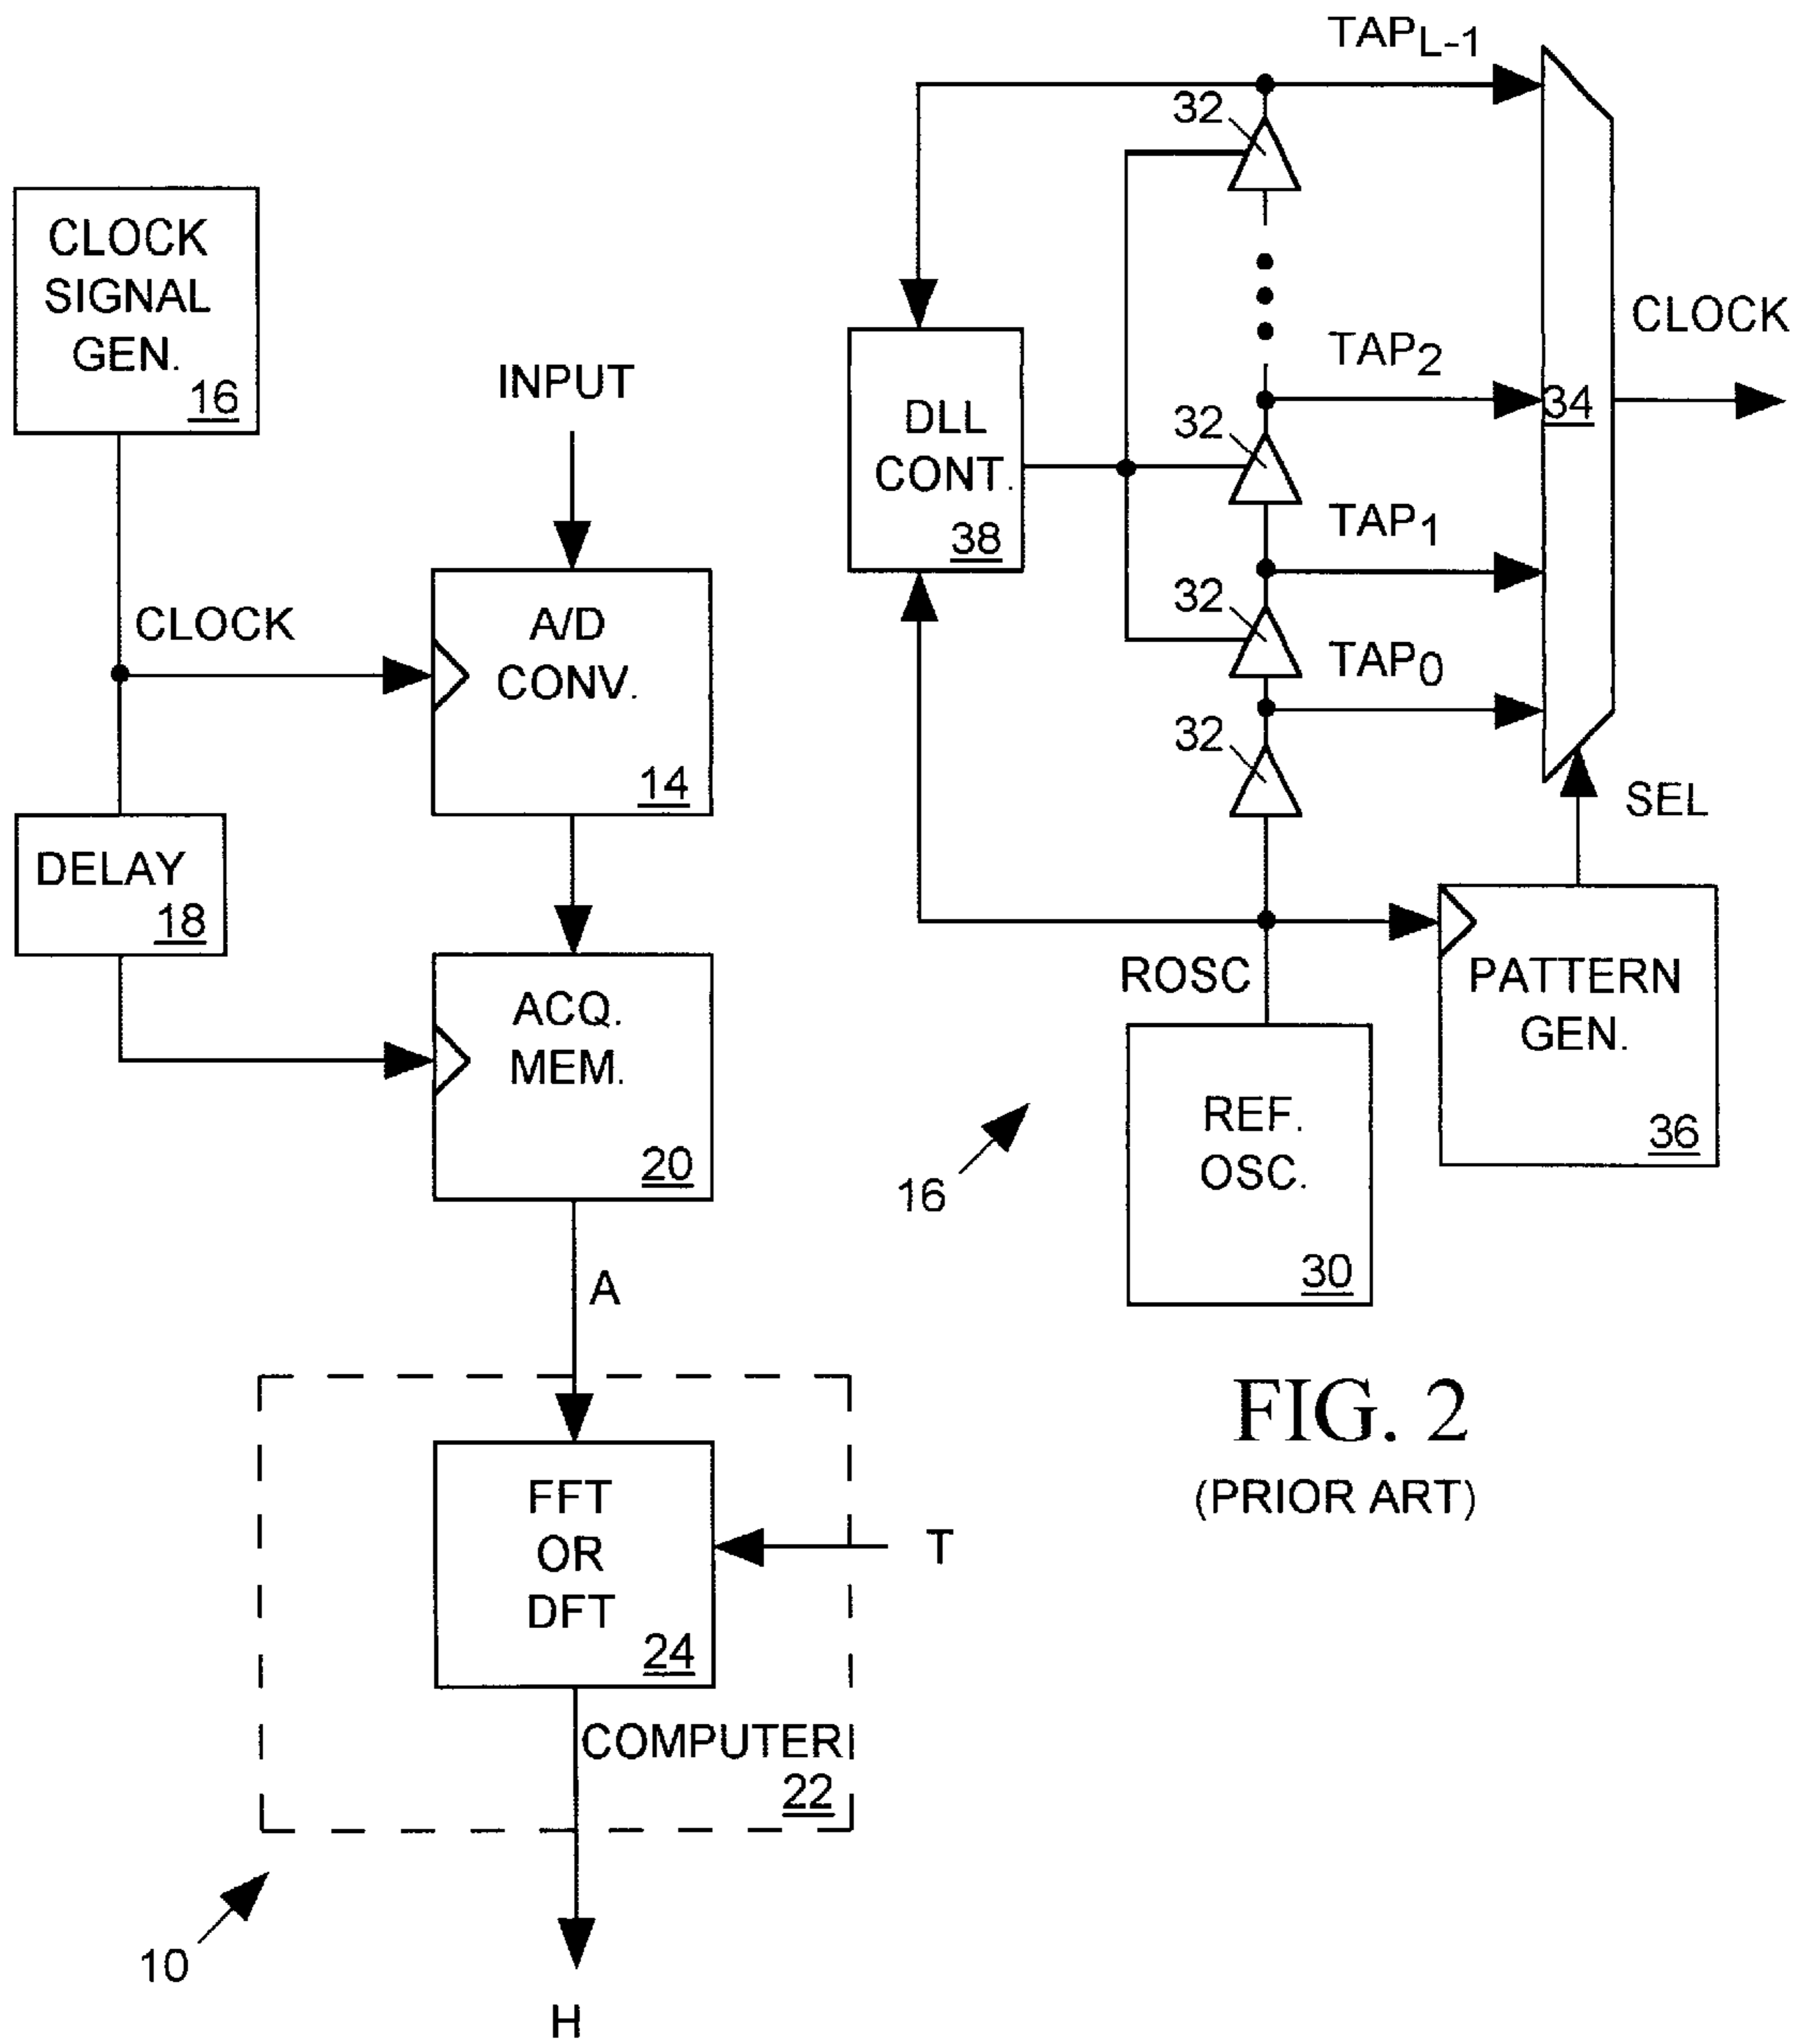 CLOCK
SIGNAL
GEN.
16
INPUT
CLOCK
A/D
CONV.
14
DELAY
18
ACQ.
MEM.
20
A
FFT
OR
DFT
24
T
COMPUTER
22
10
H
TAPL-1
32
DLL
CONT.
38
32
TAP2
34
CLOCK
32
TAP1
TAP0
32
SEL
ROSC
PATTERN
GEN.
36
REF.
OSC.
30
16
FIG. 2
(PRIOR ART)